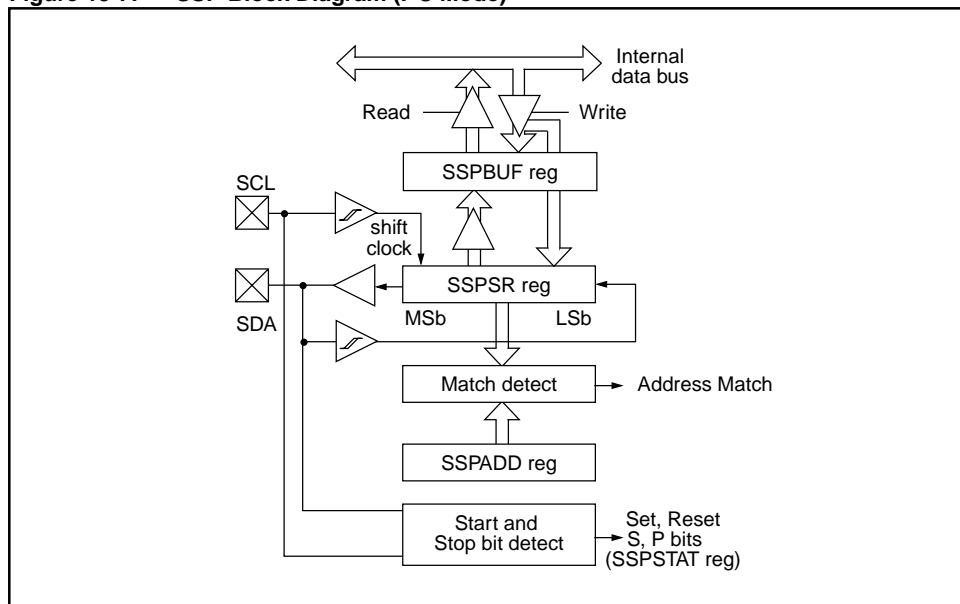 Internal
data bus
Read
Write
SSPBUF reg
SCL
shift
clock
SSPSR reg
MSb
LSb
SDA
Match detect
Address Match
SSPADD reg
Start and
Stop bit detect
Set, Reset
S, P bits
(SSPSTAT reg)